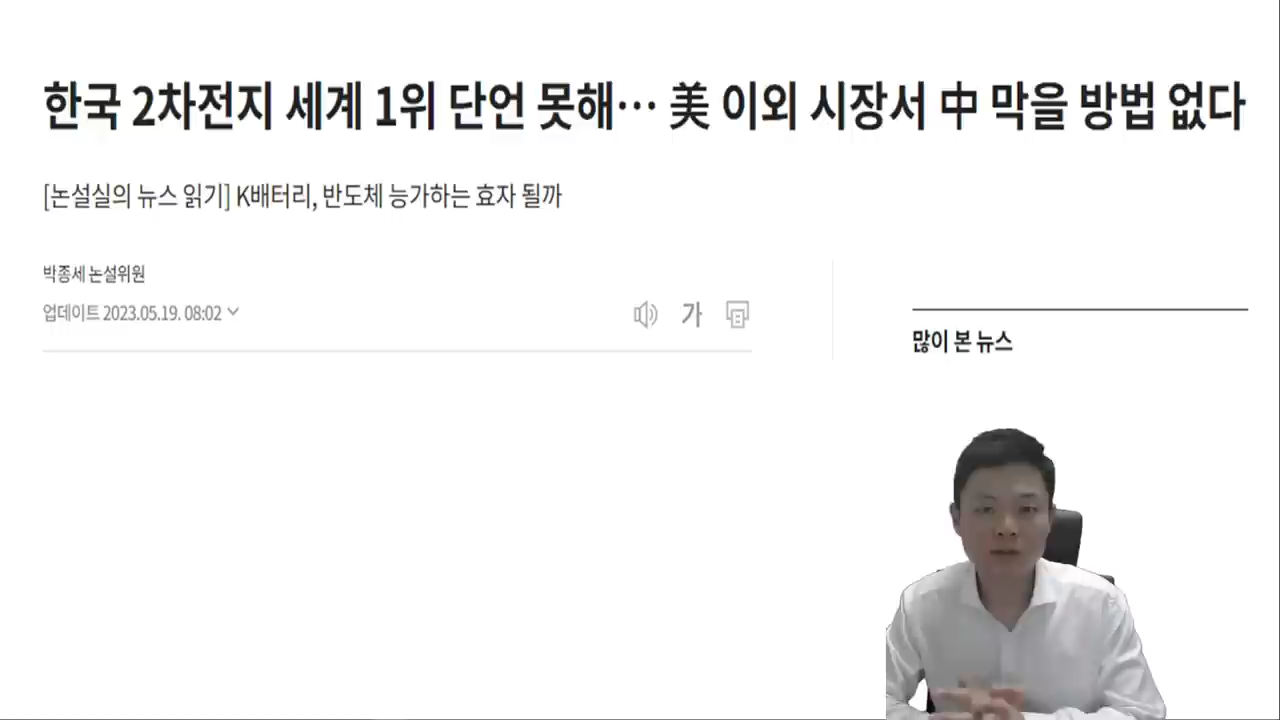 한국 2차전지 세계 1위 단언 못해… 美 이외 시장서 中 막을 방법 없다
[논설실의 뉴스 읽기] K배터리, 반도체 능가하는 효자 될까
박종세 논설위원
업데이트 2023.05.19. 08:02
가
많이 본 뉴스